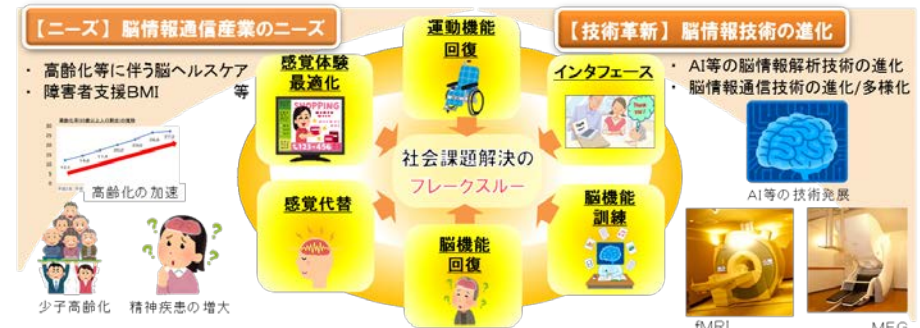 【ニーズ】脳情報通信産業のニーズ
・ 高齢化等に伴う脳ヘルスケア
・ 障害者支援BMI 等
高齢化の加速
少子高齢化
精神疾患の増大
運動機能
回復
感覚体験
最適化
SHOPPING
インタフェース
Thank
you!
社会課題解決の
フレークスルー
感覚代替
脳機能
回復
脳機能
訓練
【技術革新】脳情報技術の進化
・ AI等の脳情報解析技術の進化
・ 脳情報通信技術の進化/多様化
AI等の技術発展
fMRI
MEG